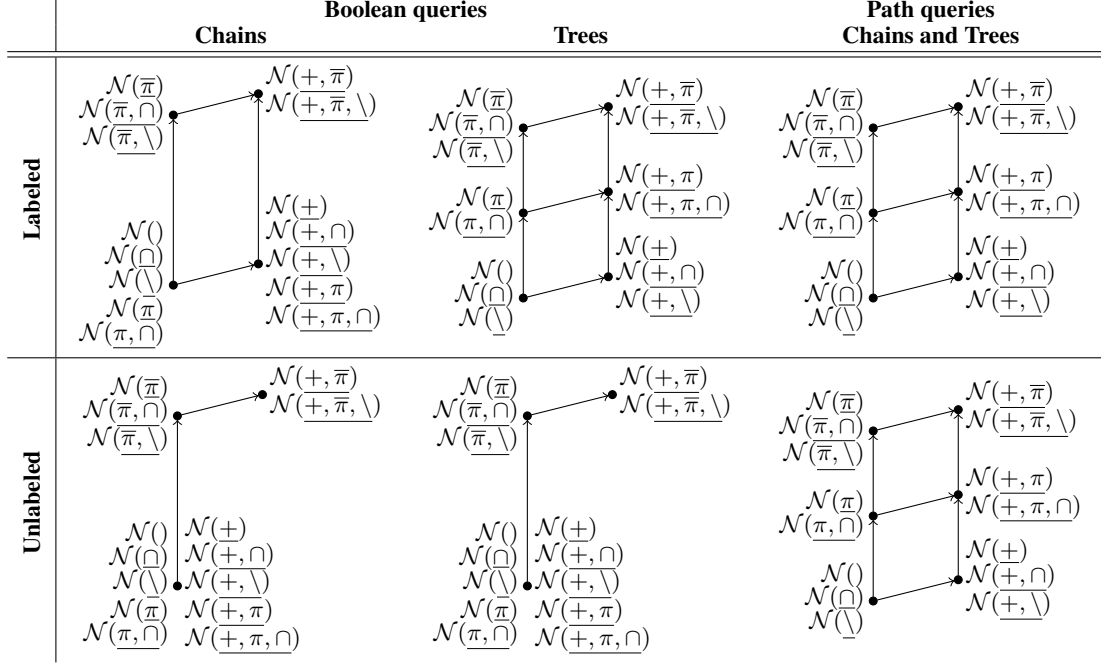 Boolean queries
Path queries
Chains
Trees
Chains and Trees
Labeled
𝒩(π̅)
𝒩(π̅, ∩)
𝒩(π̅, \)
𝒩(+, π̅)
𝒩(+, π̅, \)
𝒩()
𝒩(∩)
𝒩(\)
𝒩(π)
𝒩(π, ∩)
𝒩(+)
𝒩(+, ∩)
𝒩(+, \)
𝒩(+, π)
𝒩(+, π, ∩)
𝒩(π̅)
𝒩(π̅, ∩)
𝒩(π̅, \)
𝒩(+, π̅)
𝒩(+, π̅, \)
𝒩(π)
𝒩(π, ∩)
𝒩(+, π)
𝒩(+, π, ∩)
𝒩()
𝒩(∩)
𝒩(\)
𝒩(+)
𝒩(+, ∩)
𝒩(+, \)
𝒩(π̅)
𝒩(π̅, ∩)
𝒩(π̅, \)
𝒩(+, π̅)
𝒩(+, π̅, \)
𝒩(π)
𝒩(π, ∩)
𝒩(+, π)
𝒩(+, π, ∩)
𝒩()
𝒩(∩)
𝒩(\)
𝒩(+)
𝒩(+, ∩)
𝒩(+, \)
Unlabeled
𝒩(π̅)
𝒩(π̅, ∩)
𝒩(π̅, \)
𝒩(+, π̅)
𝒩(+, π̅, \)
𝒩()
𝒩(∩)
𝒩(\)
𝒩(π)
𝒩(π, ∩)
𝒩(+)
𝒩(+, ∩)
𝒩(+, \)
𝒩(+, π)
𝒩(+, π, ∩)
𝒩(π̅)
𝒩(π̅, ∩)
𝒩(π̅, \)
𝒩(+, π̅)
𝒩(+, π̅, \)
𝒩()
𝒩(∩)
𝒩(\)
𝒩(π)
𝒩(π, ∩)
𝒩(+)
𝒩(+, ∩)
𝒩(+, \)
𝒩(+, π)
𝒩(+, π, ∩)
𝒩(π̅)
𝒩(π̅, ∩)
𝒩(π̅, \)
𝒩(+, π̅)
𝒩(+, π̅, \)
𝒩(π)
𝒩(π, ∩)
𝒩(+, π)
𝒩(+, π, ∩)
𝒩()
𝒩(∩)
𝒩(\)
𝒩(+)
𝒩(+, ∩)
𝒩(+, \)